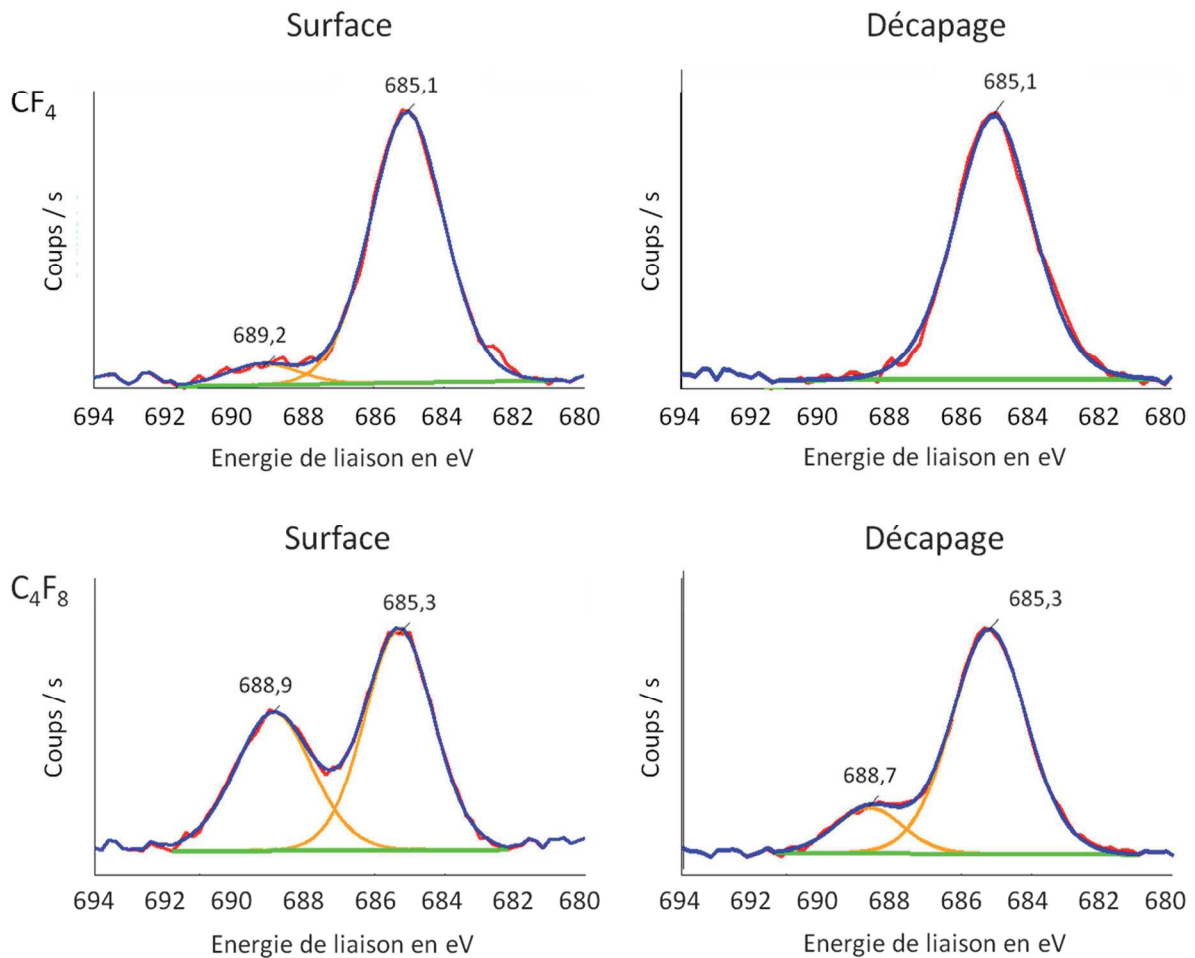 Surface
Décapage
CF₄
685,1
689,2
Coups / s
694 692 690 688 686 684 682 680
Energie de liaison en eV
685,1
Coups / s
694 692 690 688 686 684 682 680
Energie de liaison en eV
Surface
Décapage
C₄F₈
685,3
688,9
Coups / s
694 692 690 688 686 684 682 680
Energie de liaison en eV
685,3
688,7
Coups / s
694 692 690 688 686 684 682 680
Energie de liaison en eV